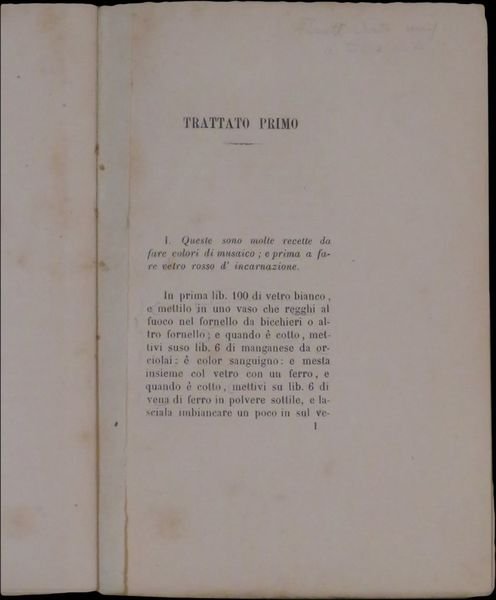 TRATTATO PRIMO
I. Queste sono molte recette da
fare colori di musaico ; e prima a fa-
re vetro rosso d' incarnazione.
In prima lib. 100 di vetro bianco ,
e mettilo in uno vaso che regghi al
fuoco nel fornello da bicchieri o al-
tro fornello ; e quando è cotto , met-
tivi suso lib. 6 di manganese da or-
ciolai : è color sanguigno : e mesta
insieme col vetro con un ferro , e
quando è cotto , mettivi su lib. 6 di
vena di ferro in polvere sottile, e la-
sciala imbiancare un poco in sul ve-
1